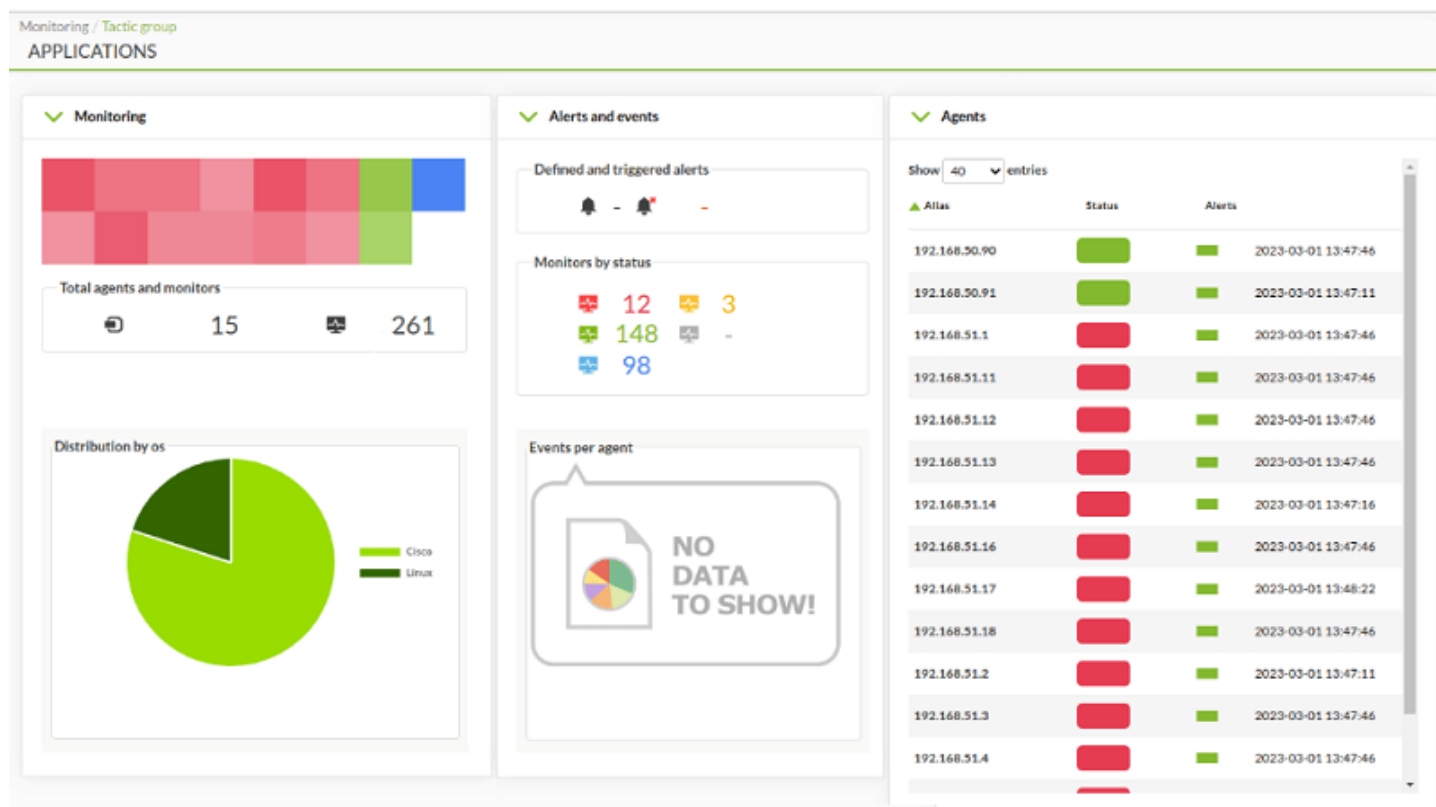 Monitoring / Tactic group
APPLICATIONS
Monitoring
Total agents and monitors
15 261
Distribution by os
Cisco
Linux
Alerts and events
Defined and triggered alerts
- -
Monitors by status
12 3
148 -
98
Events per agent
NO
DATA
TO SHOW!
Agents
Show 40 entries
Alias Status Alerts
192.168.50.90 2023-03-01 13:47:46
192.168.50.91 2023-03-01 13:47:11
192.168.51.1 2023-03-01 13:47:46
192.168.51.11 2023-03-01 13:47:46
192.168.51.12 2023-03-01 13:47:46
192.168.51.13 2023-03-01 13:47:46
192.168.51.14 2023-03-01 13:47:16
192.168.51.16 2023-03-01 13:47:46
192.168.51.17 2023-03-01 13:48:22
192.168.51.18 2023-03-01 13:47:46
192.168.51.2 2023-03-01 13:47:11
192.168.51.3 2023-03-01 13:47:46
192.168.51.4 2023-03-01 13:47:46